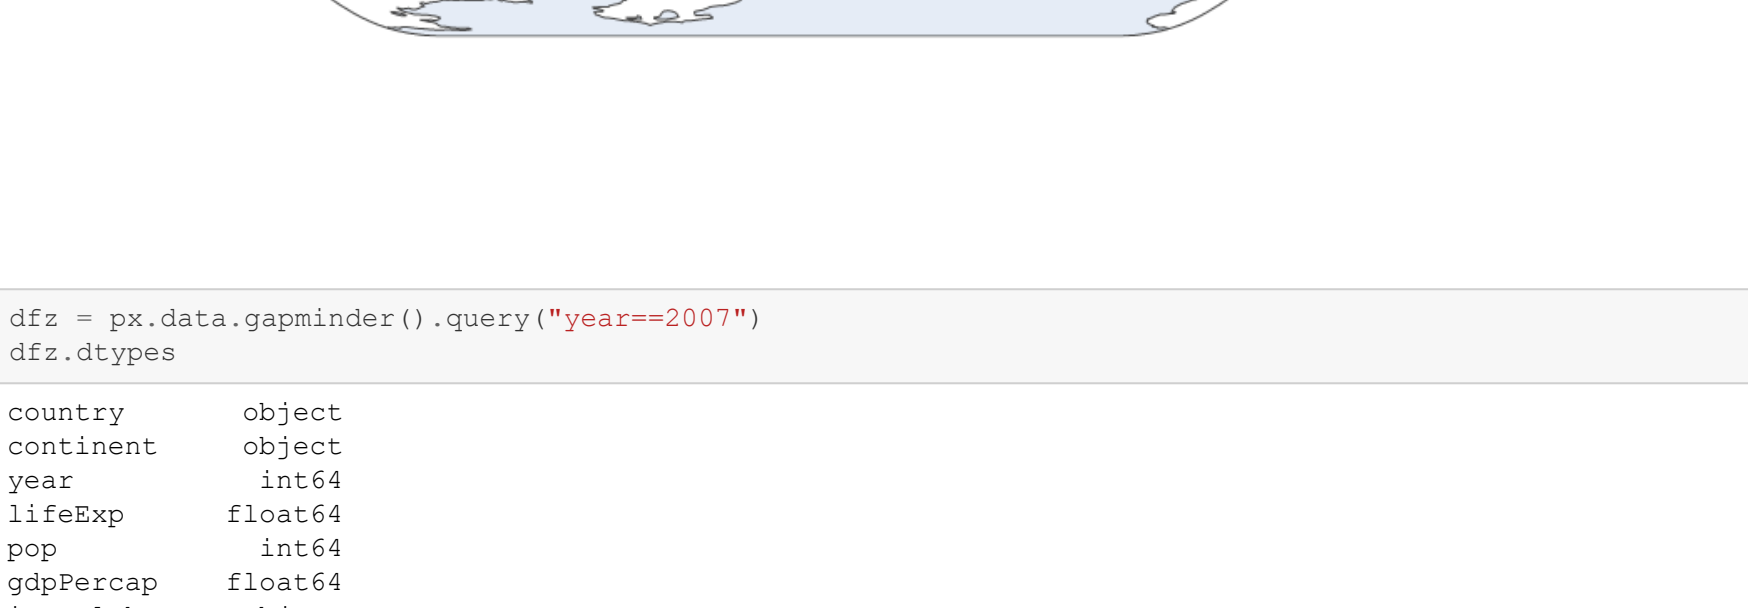 dfz = px.data.gapminder().query("year==2007")
dfz.dtypes
country object
continent object
year int64
lifeExp float64
pop int64
gdpPercap float64